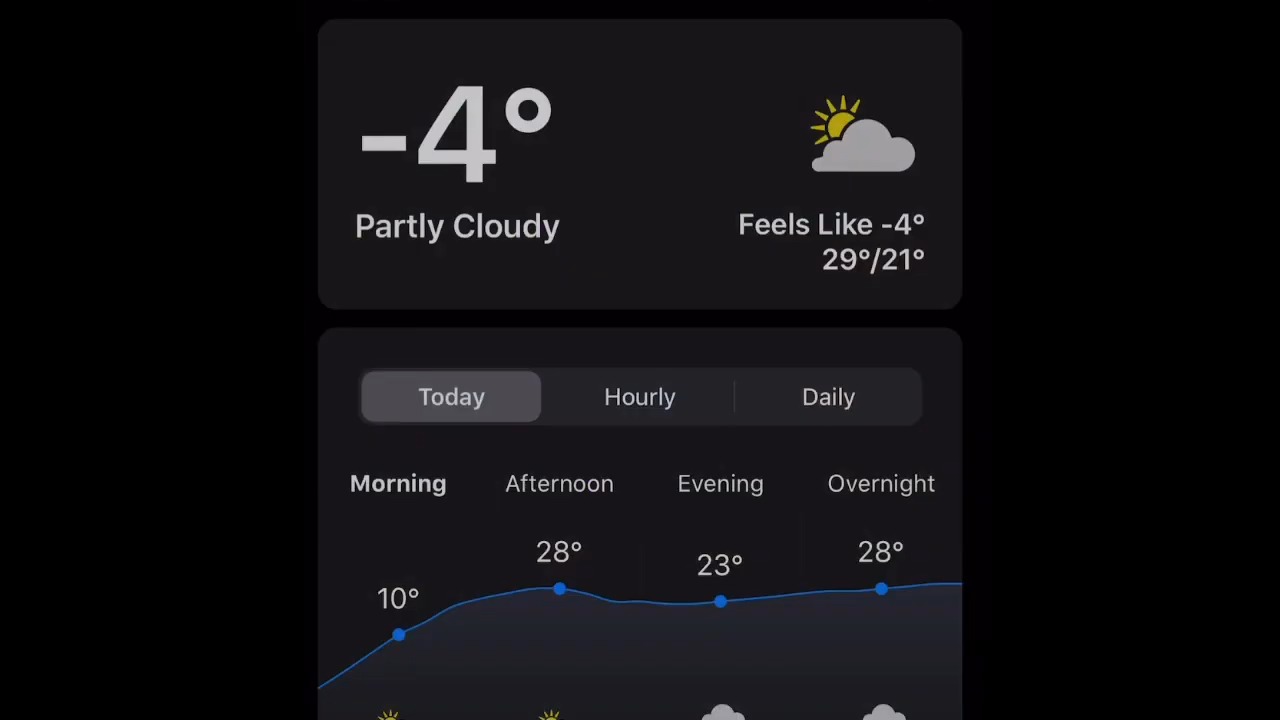 -4°
Partly Cloudy
Feels Like -4°
29°/21°
Today Hourly Daily
Morning Afternoon Evening Overnight
10° 28° 23° 28°